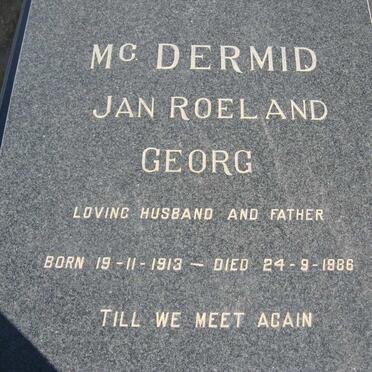 Mc DERMID
JAN ROELAND
GEORG
LOVING HUSBAND AND FATHER
BORN 19-11-1913 — DIED 24-9-1986
TILL WE MEET AGAIN